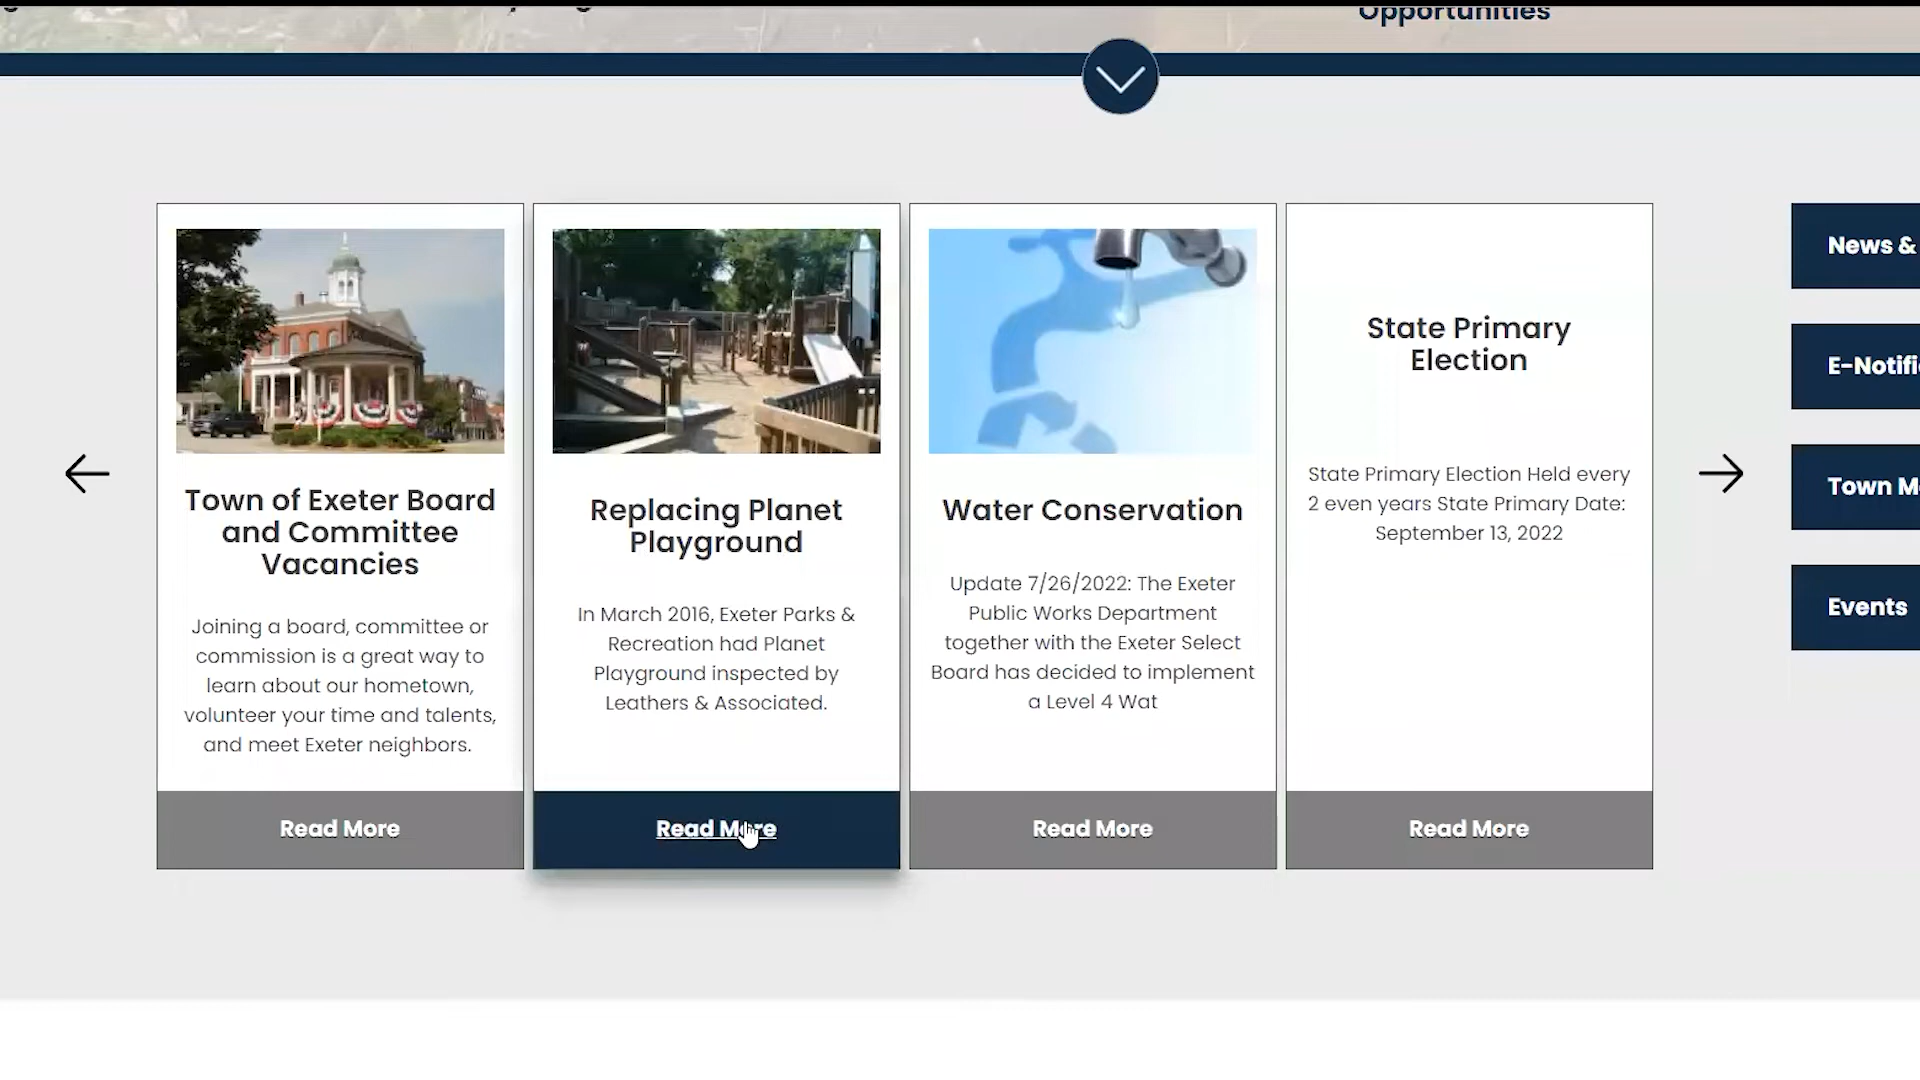 Opportunities
Town of Exeter Board
and Committee
Vacancies
Joining a board, committee or
commission is a great way to
learn about our hometown,
volunteer your time and talents,
and meet Exeter neighbors.
Read More
Replacing Planet
Playground
In March 2016, Exeter Parks &
Recreation had Planet
Playground inspected by
Leathers & Associated.
Read More
Water Conservation
Update 7/26/2022: The Exeter
Public Works Department
together with the Exeter Select
Board has decided to implement
a Level 4 Wat
Read More
State Primary
Election
State Primary Election Held every
2 even years State Primary Date:
September 13, 2022
Read More
News &
E-Notifi
Town M
Events